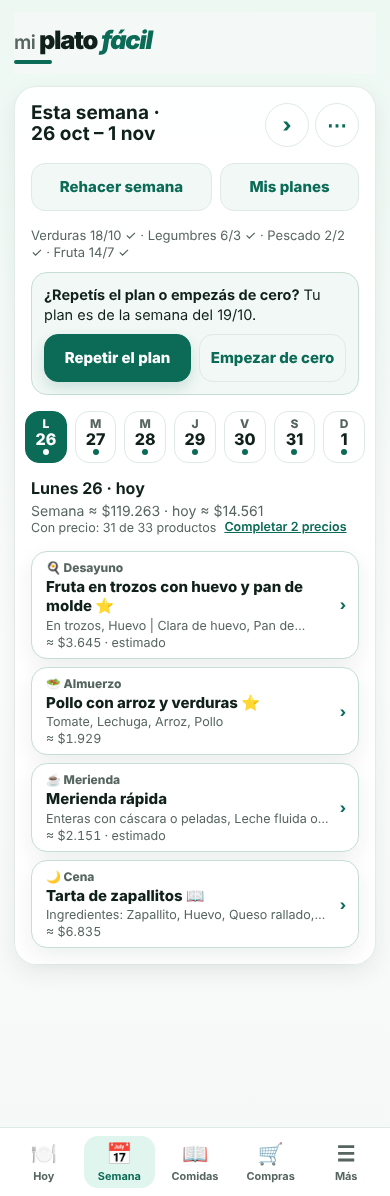 mi plato fácil
Esta semana ·
26 oct – 1 nov
› ⋯
Rehacer semana Mis planes
Verduras 18/10 ✓ · Legumbres 6/3 ✓ · Pescado 2/2
✓ · Fruta 14/7 ✓
¿Repetís el plan o empezás de cero? Tu
plan es de la semana del 19/10.
Repetir el plan Empezar de cero
L M M J V S D
26 27 28 29 30 31 1
Lunes 26 · hoy
Semana ≈ $119.263 · hoy ≈ $14.561
Con precio: 31 de 33 productos Completar 2 precios
🍳 Desayuno
Fruta en trozos con huevo y pan de
molde ⭐
En trozos, Huevo | Clara de huevo, Pan de...
≈ $3.645 · estimado
🥗 Almuerzo
Pollo con arroz y verduras ⭐
Tomate, Lechuga, Arroz, Pollo
≈ $1.929
☕ Merienda
Merienda rápida
Enteras con cáscara o peladas, Leche fluida o...
≈ $2.151 · estimado
🌙 Cena
Tarta de zapallitos 📖
Ingredientes: Zapallito, Huevo, Queso rallado,...
≈ $6.835
Hoy Semana Comidas Compras Más